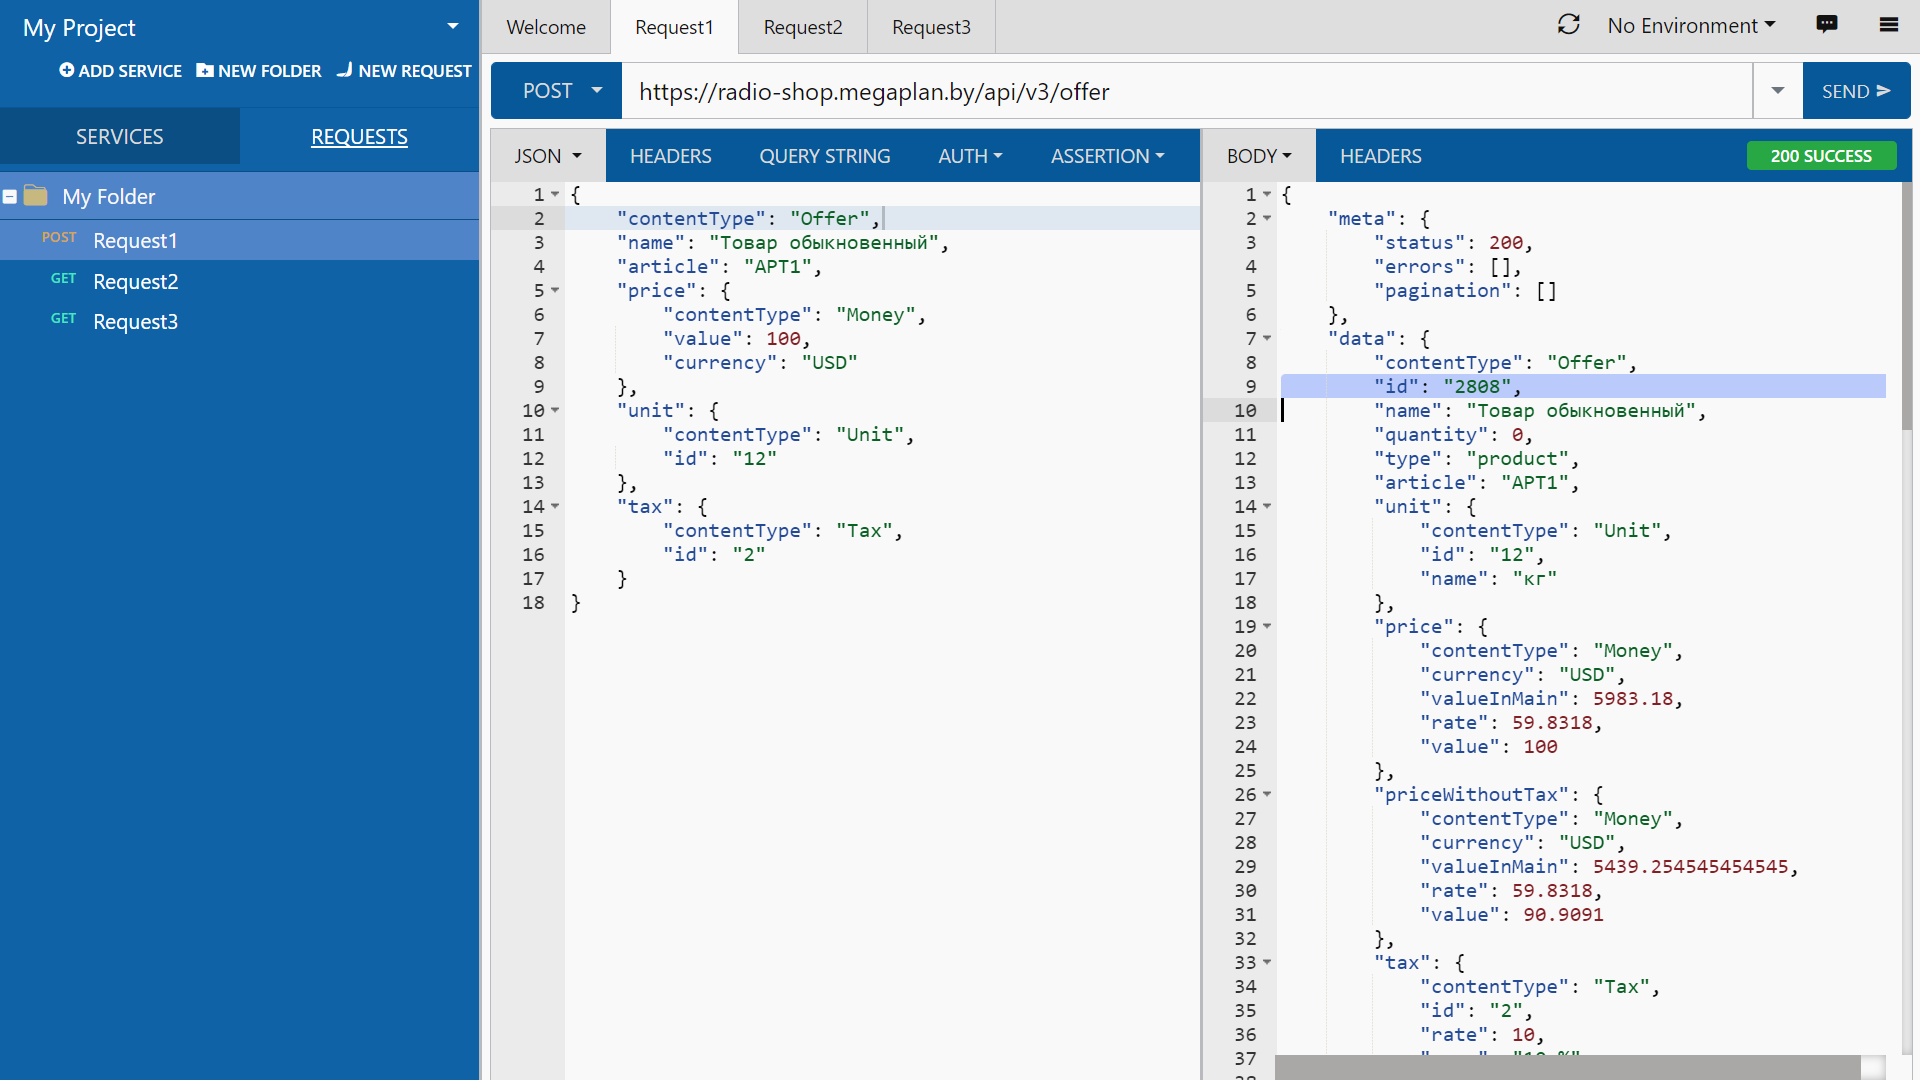 My Project
ADD SERVICE NEW FOLDER NEW REQUEST
SERVICES REQUESTS
My Folder
POST Request1
GET Request2
GET Request3
Welcome Request1 Request2 Request3
No Environment
POST https://radio-shop.megaplan.by/api/v3/offer SEND
JSON HEADERS QUERY STRING AUTH ASSERTION
1 {
2 "contentType": "Offer",
3 "name": "Товар обыкновенный",
4 "article": "АРТ1",
5 "price": {
6 "contentType": "Money",
7 "value": 100,
8 "currency": "USD"
9 },
10 "unit": {
11 "contentType": "Unit",
12 "id": "12"
13 },
14 "tax": {
15 "contentType": "Tax",
16 "id": "2"
17 }
18 }
BODY HEADERS 200 SUCCESS
1 {
2 "meta": {
3 "status": 200,
4 "errors": [],
5 "pagination": []
6 },
7 "data": {
8 "contentType": "Offer",
9 "id": "2808",
10 "name": "Товар обыкновенный",
11 "quantity": 0,
12 "type": "product",
13 "article": "АРТ1",
14 "unit": {
15 "contentType": "Unit",
16 "id": "12",
17 "name": "кг"
18 },
19 "price": {
20 "contentType": "Money",
21 "currency": "USD",
22 "valueInMain": 5983.18,
23 "rate": 59.8318,
24 "value": 100
25 },
26 "priceWithoutTax": {
27 "contentType": "Money",
28 "currency": "USD",
29 "valueInMain": 5439.254545454545,
30 "rate": 59.8318,
31 "value": 90.9091
32 },
33 "tax": {
34 "contentType": "Tax",
35 "id": "2",
36 "rate": 10,
37